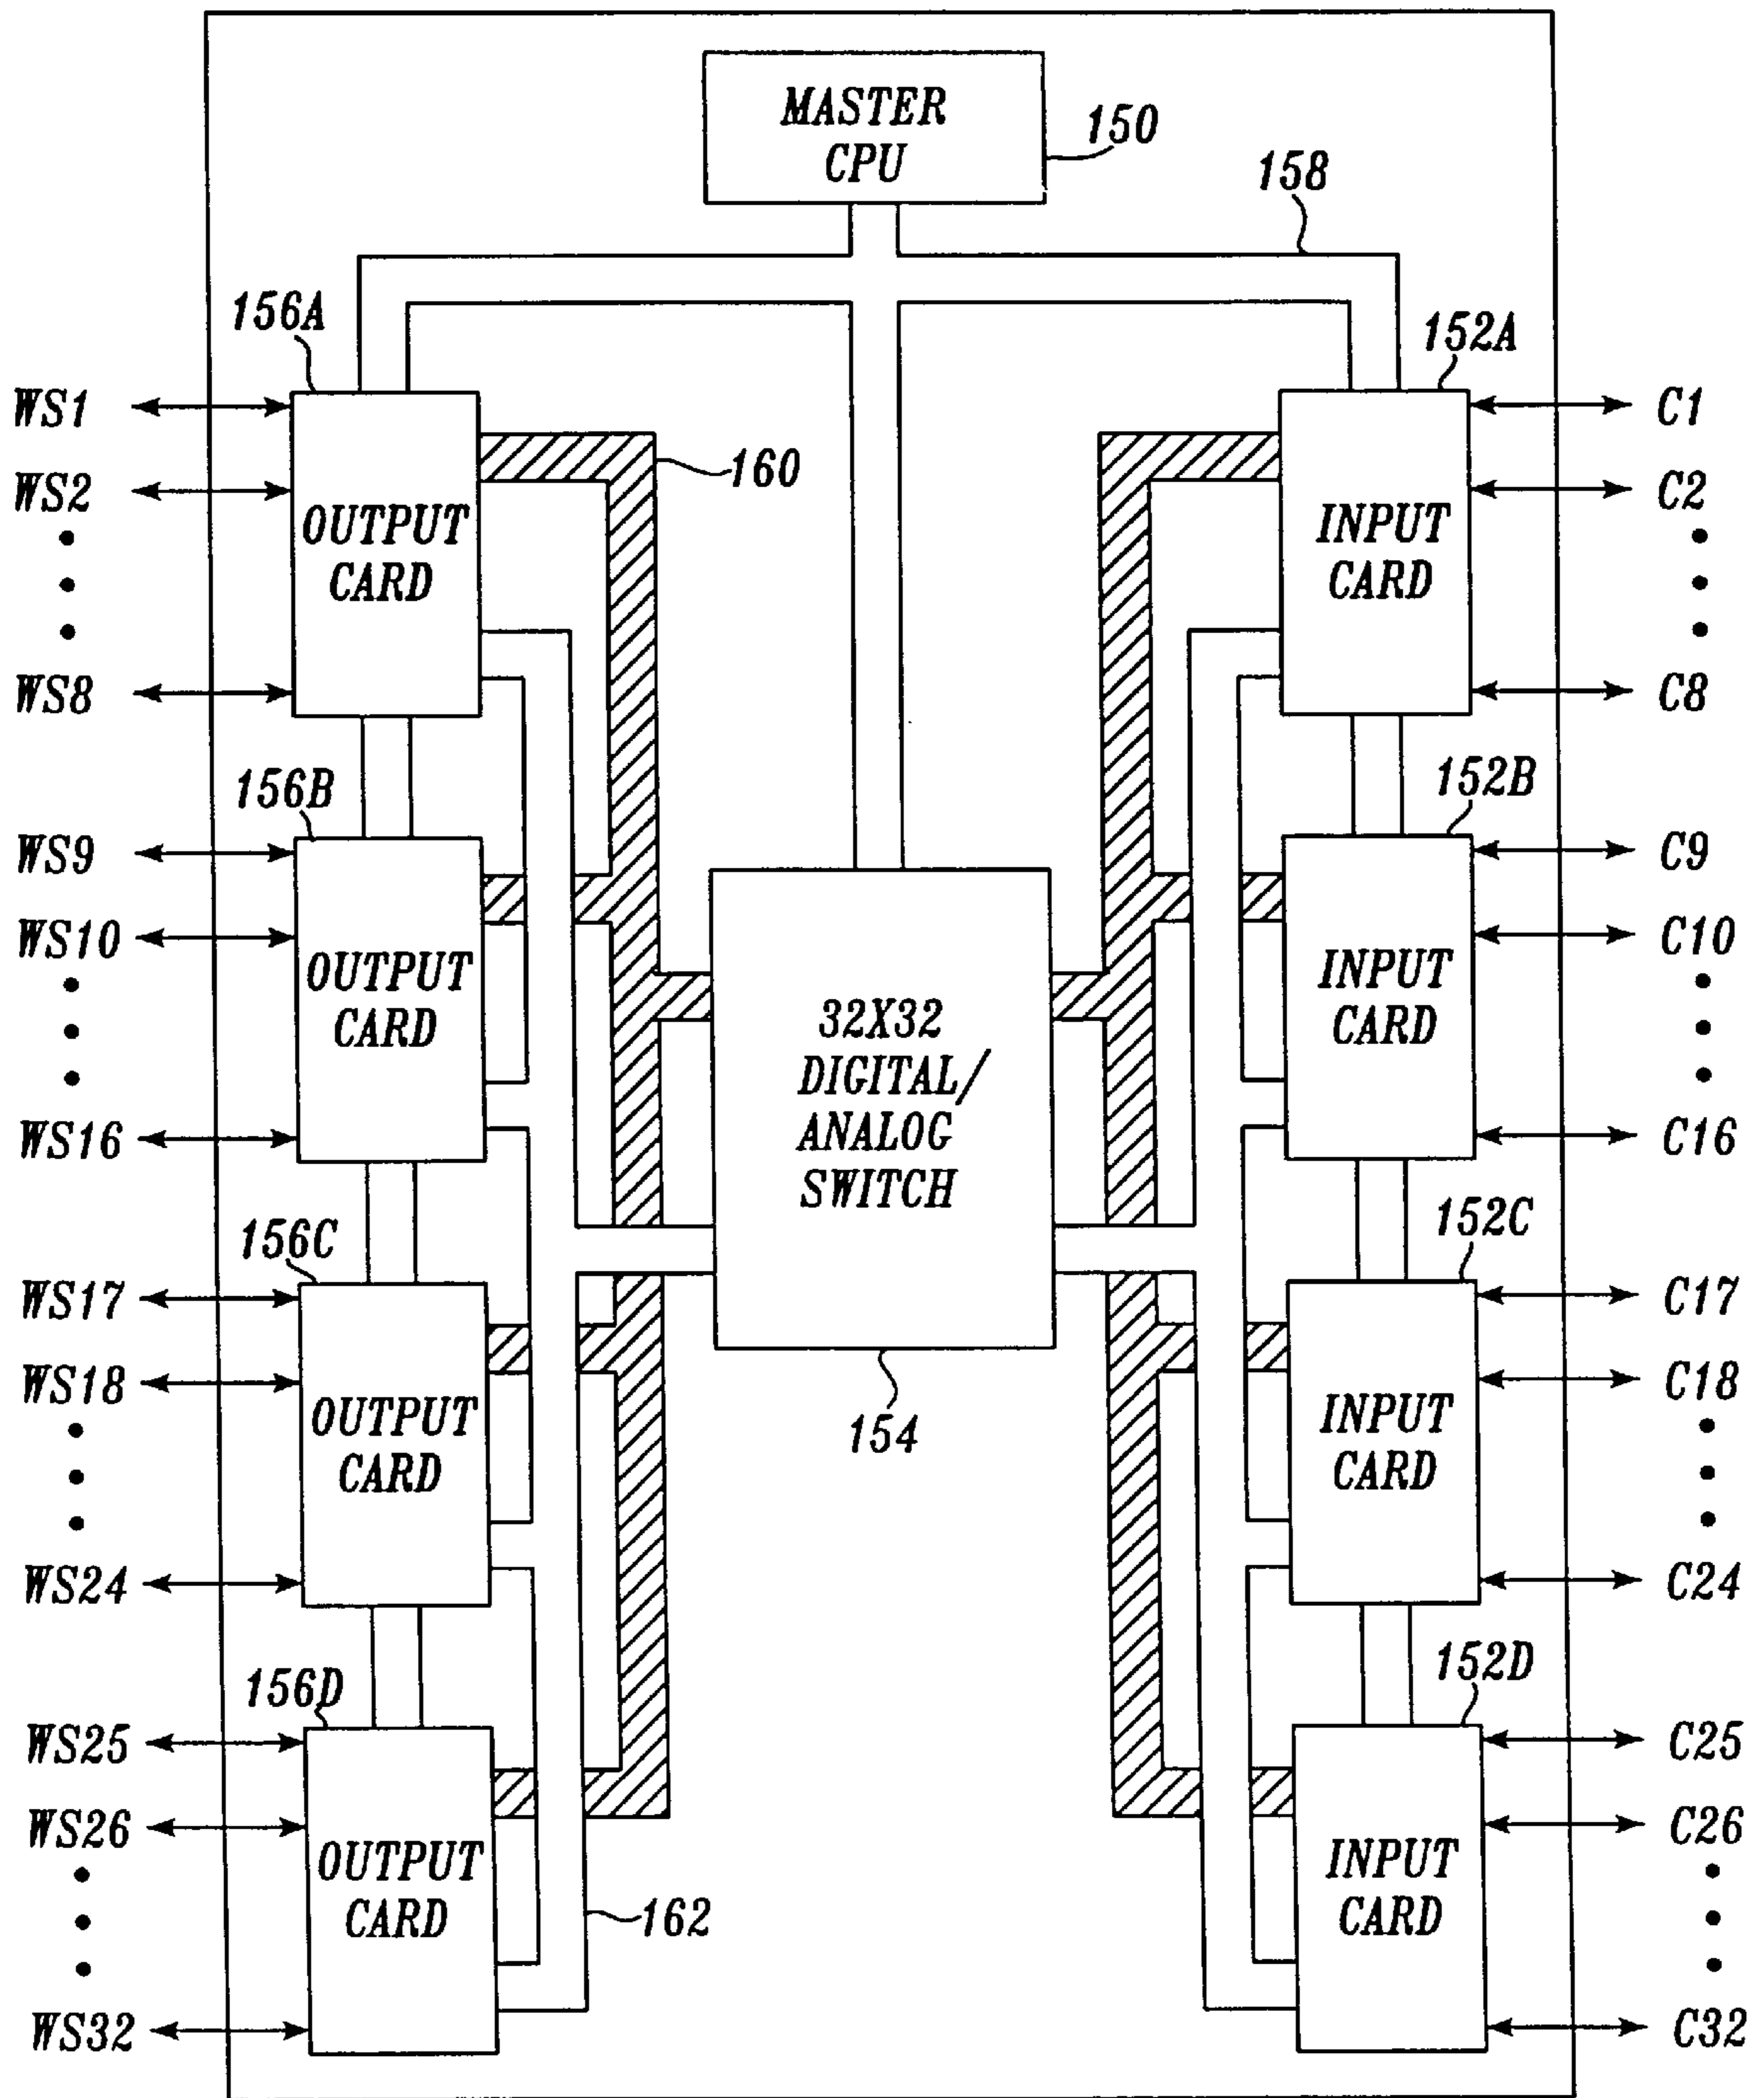 MASTER
CPU
150
158
156A
152A
WS1
C1
WS2
160
C2
OUTPUT
CARD
INPUT
CARD
WS8
C8
156B
152B
WS9
C9
WS10
C10
OUTPUT
CARD
INPUT
CARD
32X32
DIGITAL/
ANALOG
SWITCH
WS16
C16
156C
152C
WS17
C17
WS18
C18
OUTPUT
CARD
154
INPUT
CARD
WS24
C24
156D
152D
WS25
C25
WS26
C26
OUTPUT
CARD
162
INPUT
CARD
WS32
C32